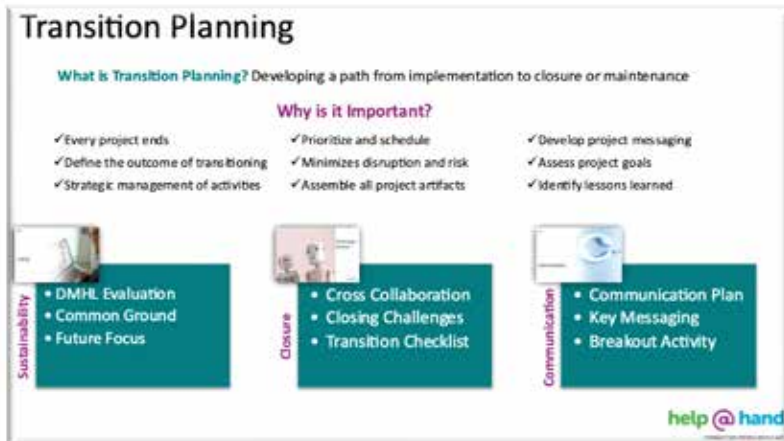 Transition Planning
What is Transition Planning? Developing a path from implementation to closure or maintenance
Why is it Important?
✓Every project ends
✓Define the outcome of transitioning
✓Strategic management of activities
✓Prioritize and schedule
✓Minimizes disruption and risk
✓Assemble all project artifacts
✓Develop project messaging
✓Assess project goals
✓Identify lessons learned
Sustainability
• DMHL Evaluation
• Common Ground
• Future Focus
Closure
• Cross Collaboration
• Closing Challenges
• Transition Checklist
Communication
• Communication Plan
• Key Messaging
• Breakout Activity
help @ hand